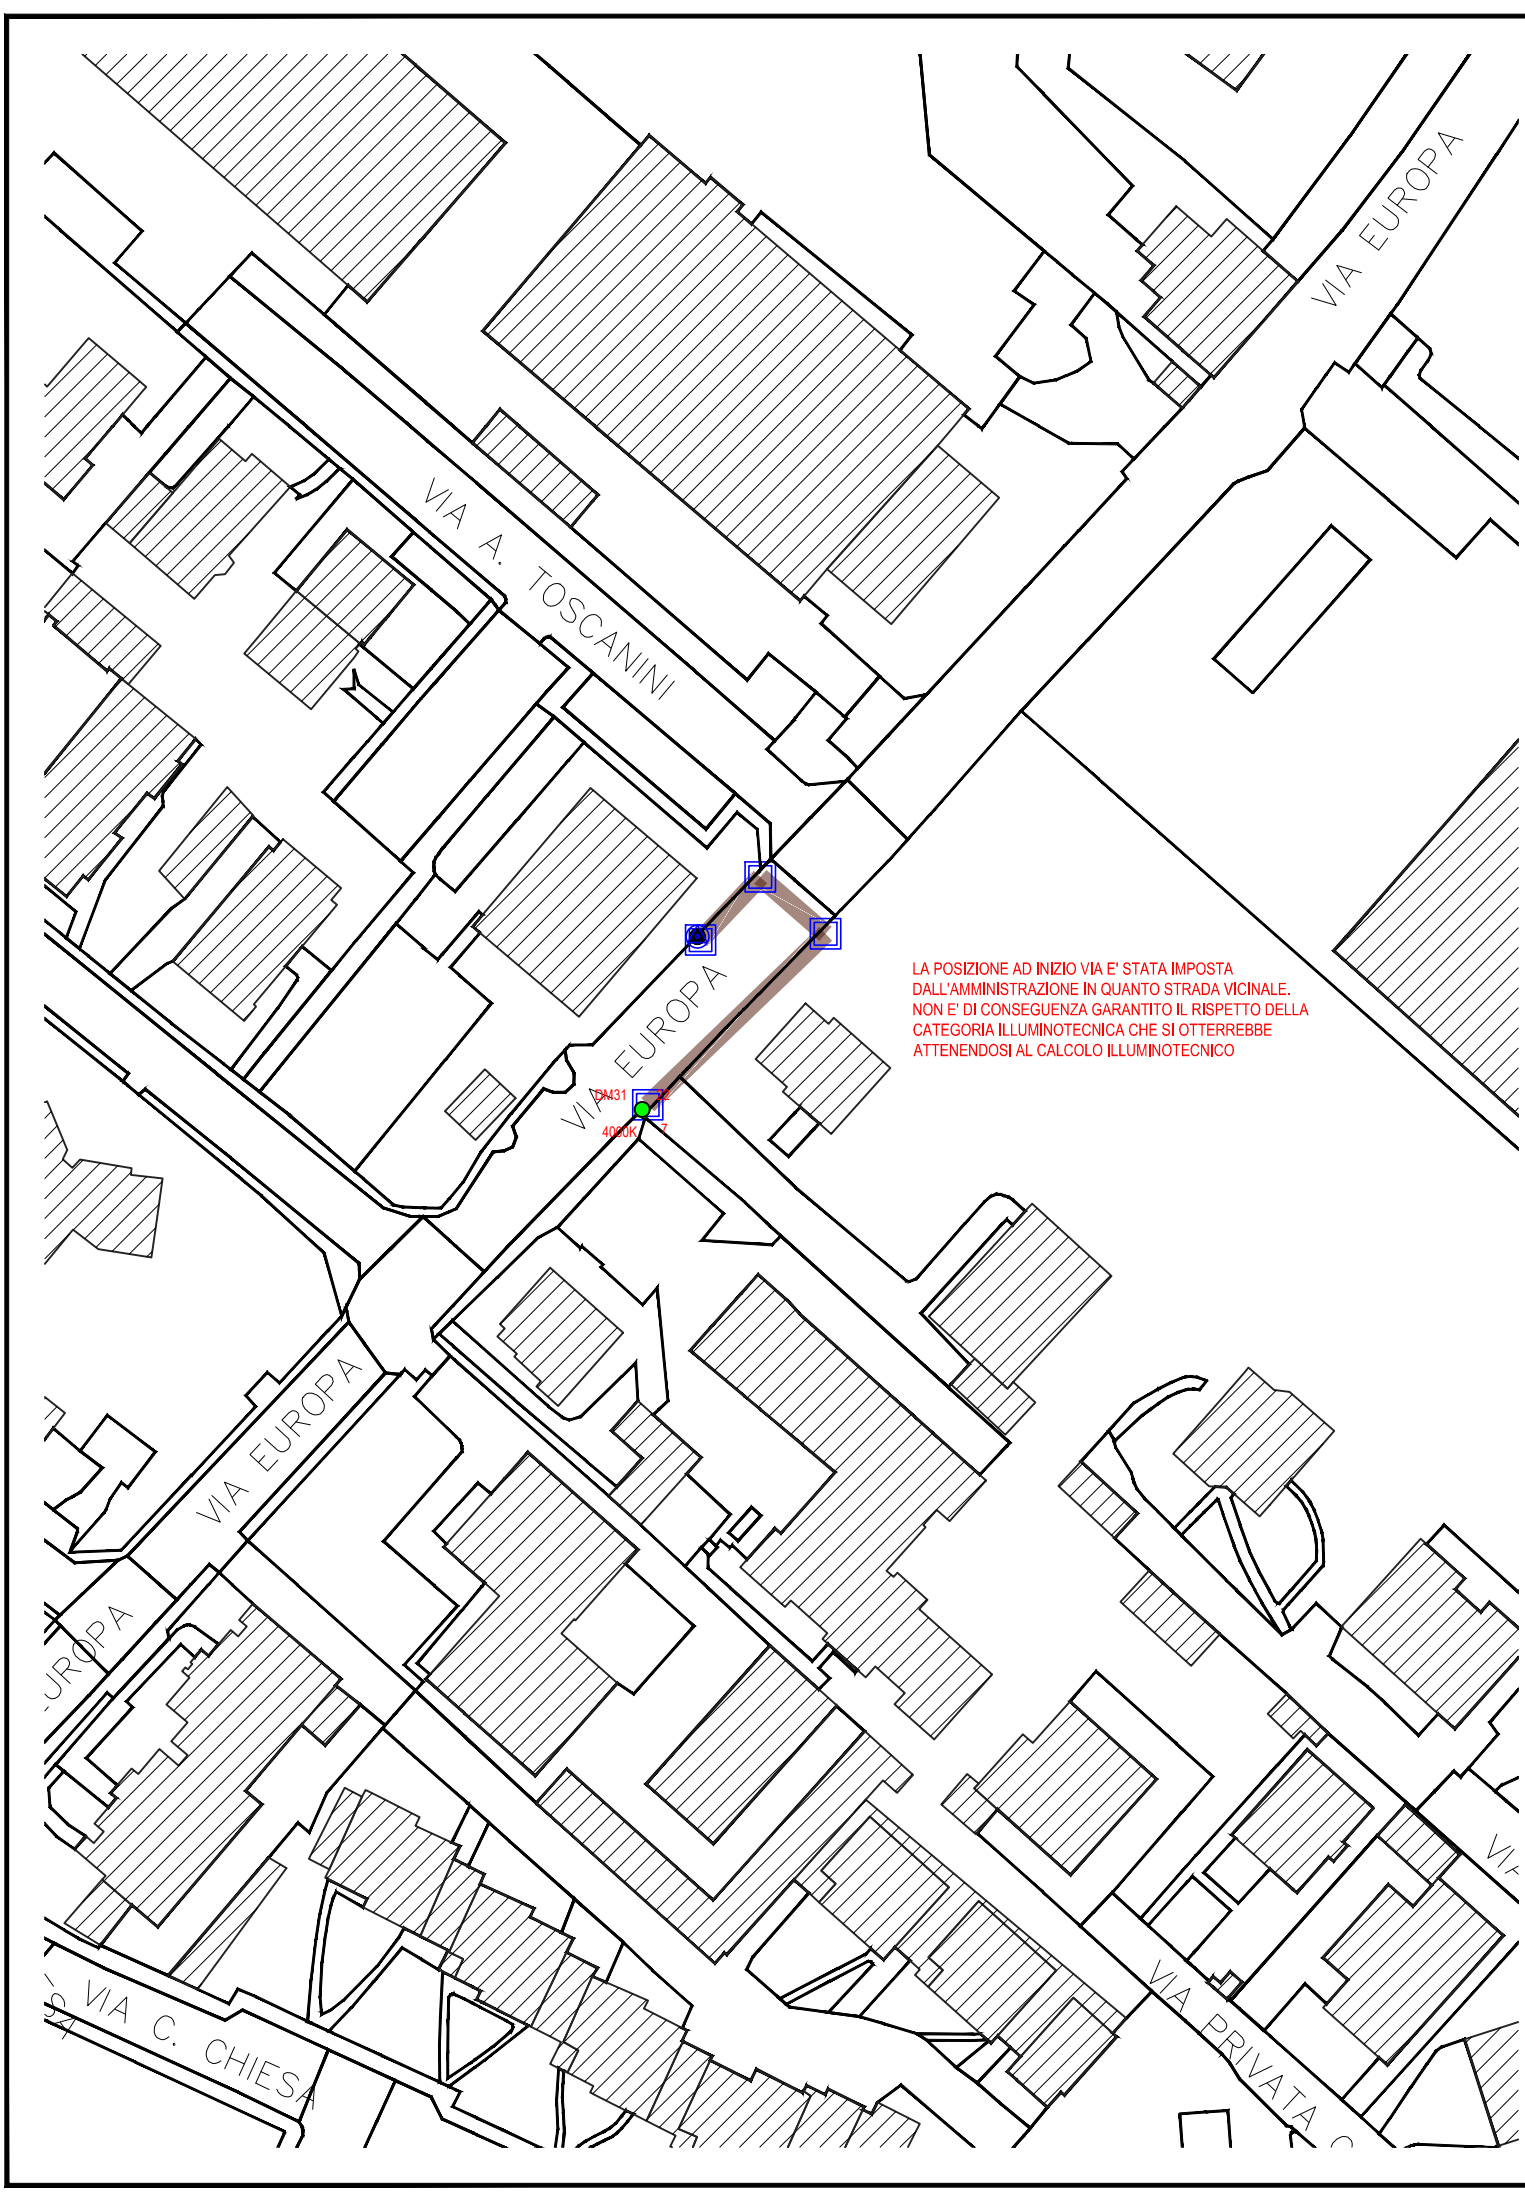 VIA EUROPA
VIA A. TOSCANINI
LA POSIZIONE AD INIZIO VIA E' STATA IMPOSTA
DALL'AMMINISTRAZIONE IN QUANTO STRADA VICINALE.
NON E' DI CONSEGUENZA GARANTITO IL RISPETTO DELLA
CATEGORIA ILLUMINOTECNICA CHE SI OTTERREBBE
ATTENENDOSI AL CALCOLO ILLUMINOTECNICO
VIA EUROPA
DM31
4000K
7
VIA EUROPA
EUROPA
VIA
VIA C. CHIESA
VIA PRIVATA C